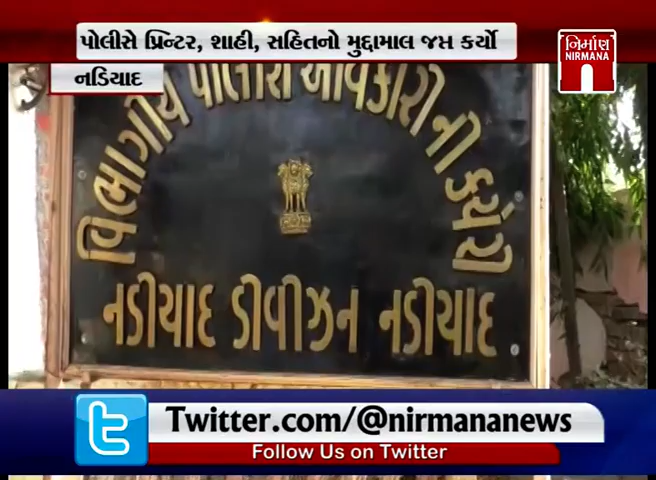 પોલીસે પ્રિન્ટર, શાહી, સહિતનો મુદ્દામાલ જપ્ત કર્યો
નિર્માણ
NIRMANA
નડિયાદ
વિભાગીય પોલીસ અધિકારીની કચેરી
નડીયાદ ડીવીઝન નડીયાદ
Twitter.com/@nirmananews
Follow Us on Twitter